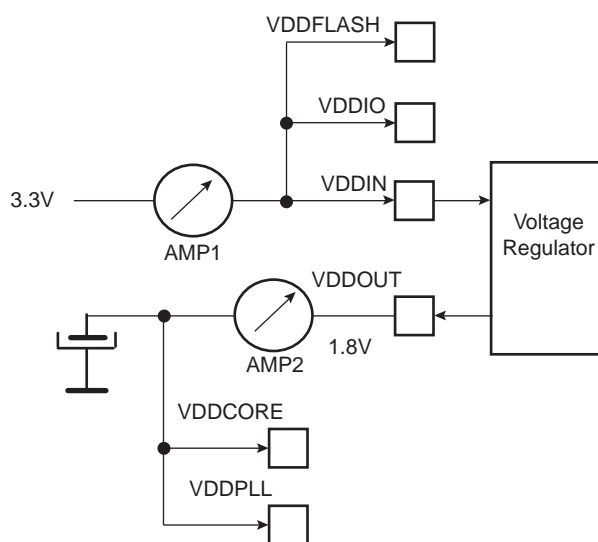 VDDFLASH
VDDIO
VDDIN
3.3V
AMP1
Voltage
Regulator
VDDOUT
1.8V
AMP2
VDDCORE
VDDPLL